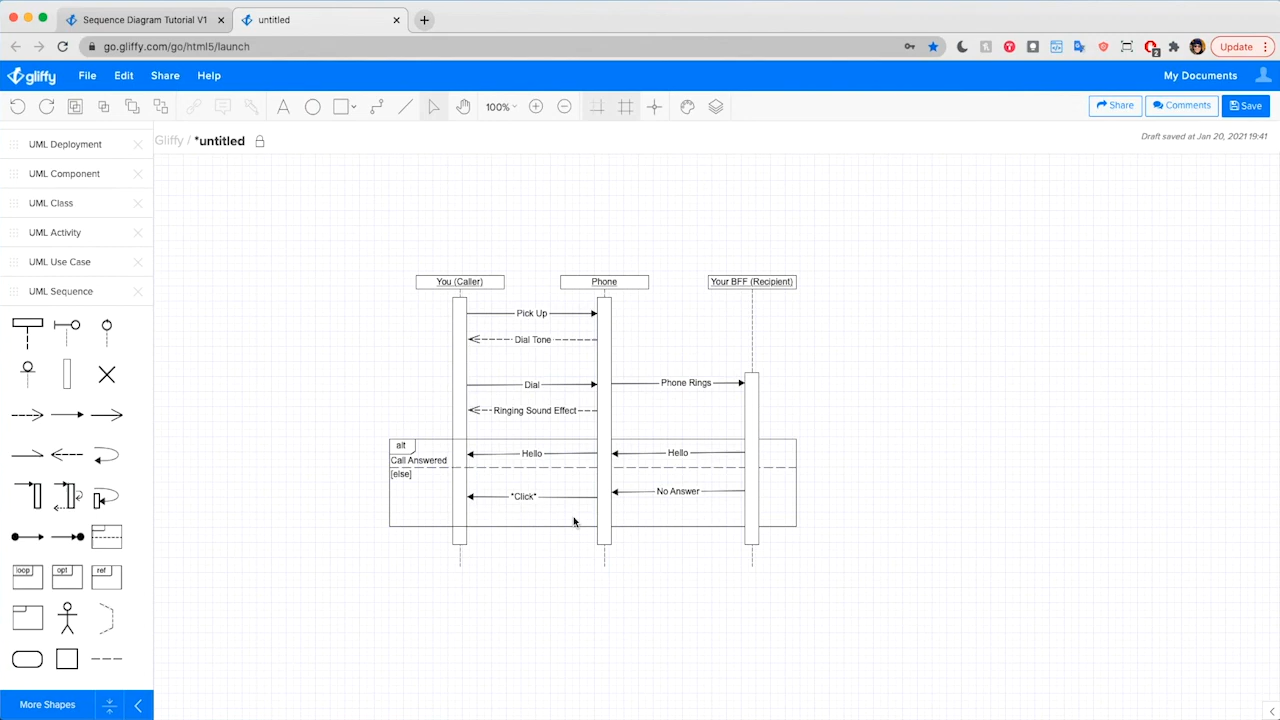 Sequence Diagram Tutorial V1
untitled
go.gliffy.com/go/html5/launch
2
Update
gliffy
File Edit Share Help
My Documents
100%
Share
Comments
Save
Gliffy / *untitled
Draft saved at Jan 20, 2021 19:41
UML Deployment
UML Component
UML Class
UML Activity
UML Use Case
UML Sequence
loop
opt
ref
More Shapes
You (Caller)
Phone
Your BFF (Recipient)
Pick Up
Dial Tone
Dial
Phone Rings
Ringing Sound Effect
alt
Call Answered
Hello
Hello
[else]
*Click*
No Answer